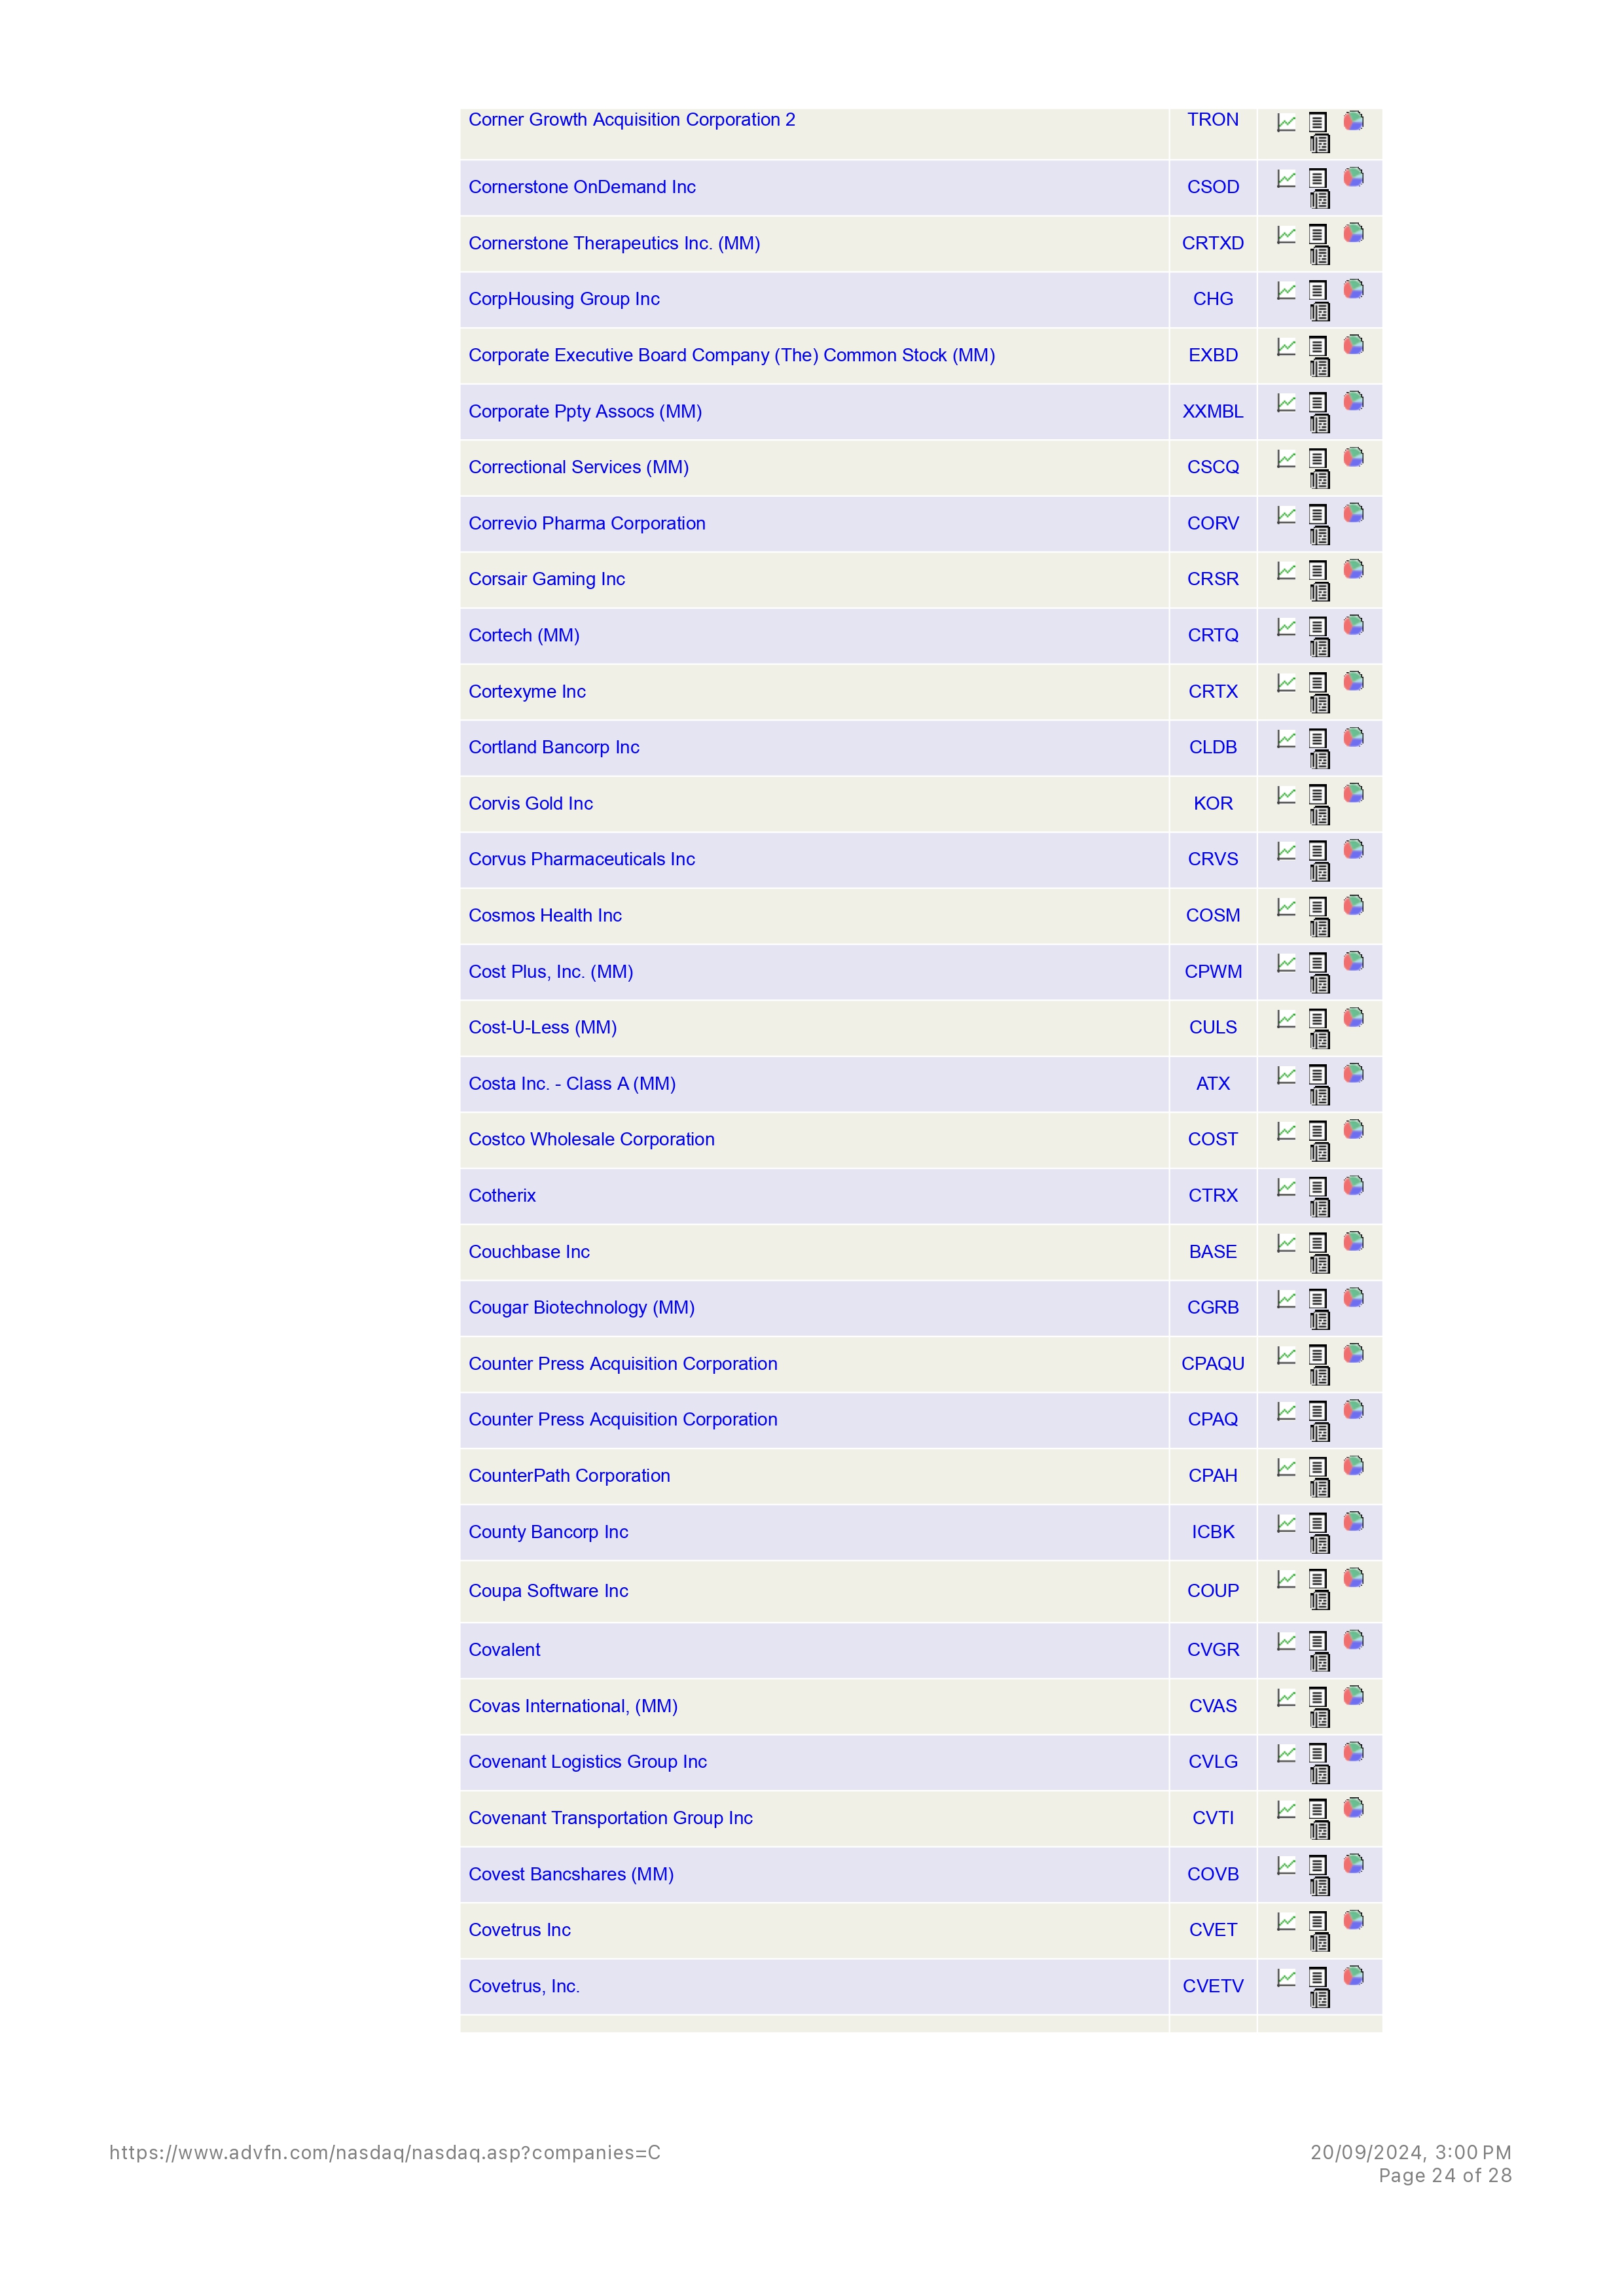 Corner Growth Acquisition Corporation 2 TRON
Cornerstone OnDemand Inc CSOD
Cornerstone Therapeutics Inc. (MM) CRTXD
CorpHousing Group Inc CHG
Corporate Executive Board Company (The) Common Stock (MM) EXBD
Corporate Ppty Assocs (MM) XXMBL
Correctional Services (MM) CSCQ
Correvio Pharma Corporation CORV
Corsair Gaming Inc CRSR
Cortech (MM) CRTQ
Cortexyme Inc CRTX
Cortland Bancorp Inc CLDB
Corvis Gold Inc KOR
Corvus Pharmaceuticals Inc CRVS
Cosmos Health Inc COSM
Cost Plus, Inc. (MM) CPWM
Cost-U-Less (MM) CULS
Costa Inc. - Class A (MM) ATX
Costco Wholesale Corporation COST
Cotherix CTRX
Couchbase Inc BASE
Cougar Biotechnology (MM) CGRB
Counter Press Acquisition Corporation CPAQU
Counter Press Acquisition Corporation CPAQ
CounterPath Corporation CPAH
County Bancorp Inc ICBK
Coupa Software Inc COUP
Covalent CVGR
Covas International, (MM) CVAS
Covenant Logistics Group Inc CVLG
Covenant Transportation Group Inc CVTI
Covest Bancshares (MM) COVB
Covetrus Inc CVET
Covetrus, Inc. CVETV
https://www.advfn.com/nasdaq/nasdaq.asp?companies=C 20/09/2024, 3:00 PM
Page 24 of 28